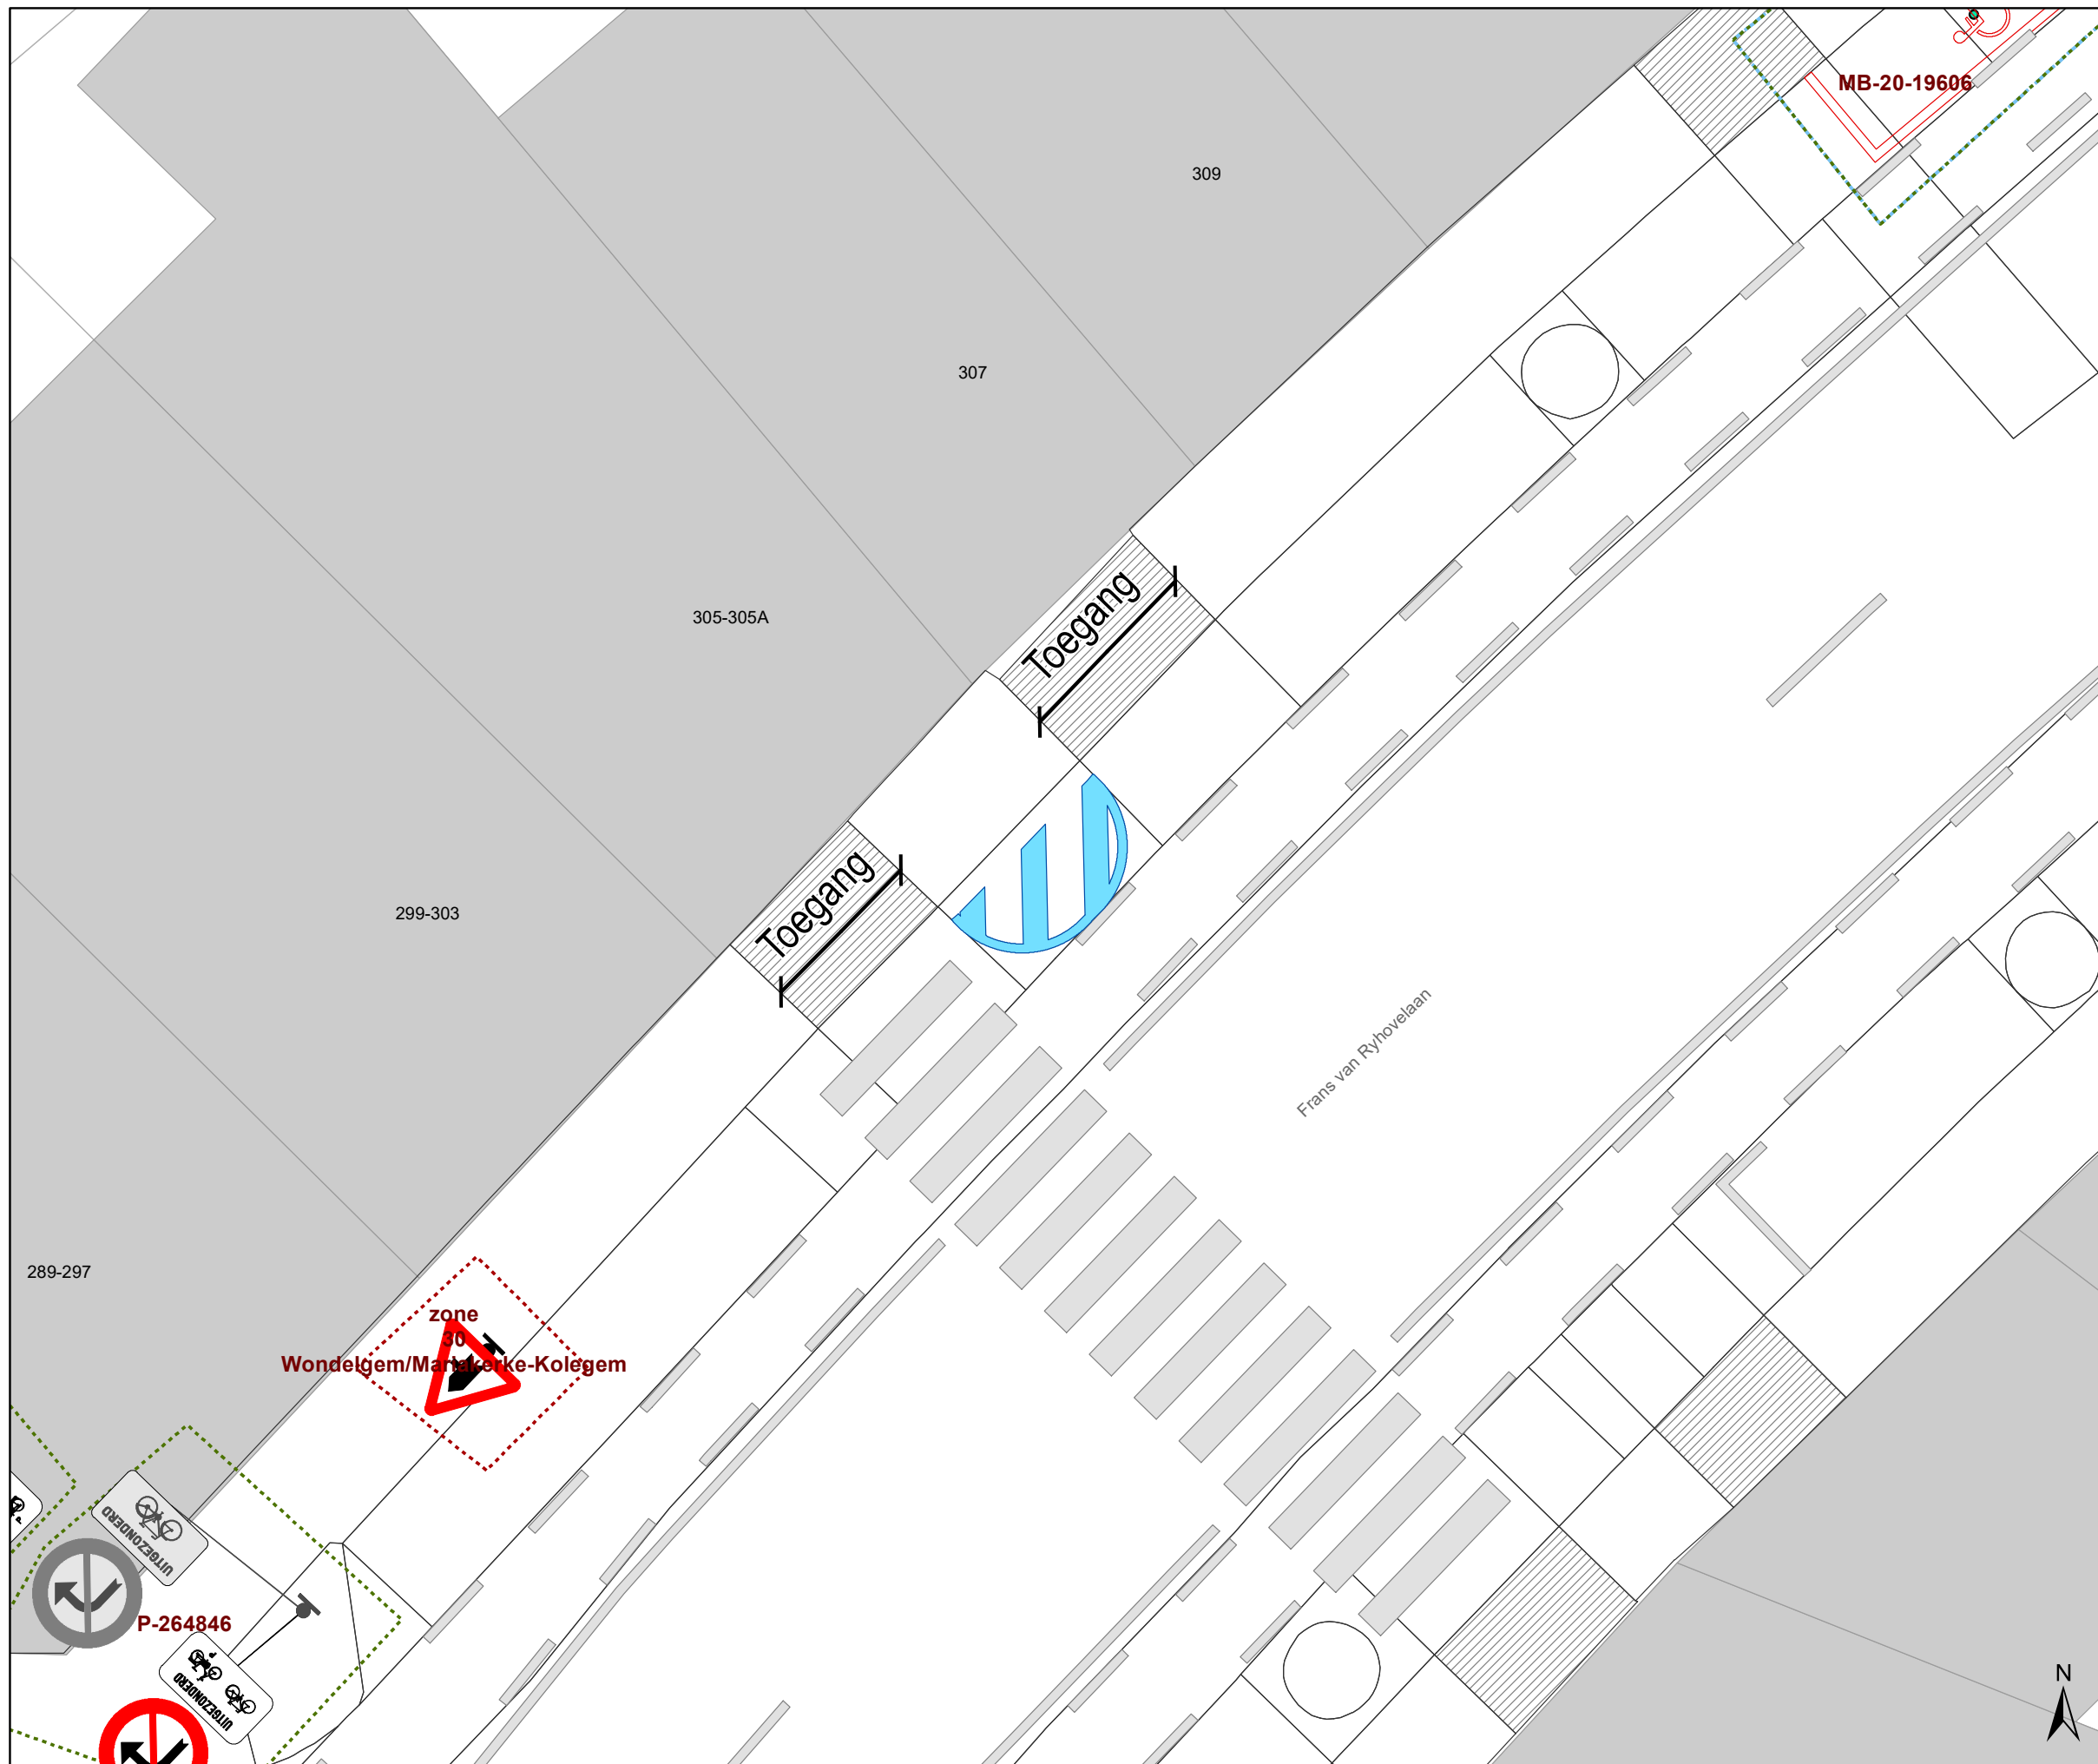 MB-20-19606
309
307
305-305A
Toegang
Toegang
299-303
Frans van Ryhovelaan
289-297
zone
30
Wondelgem/Mariakerke-Kolegem
UITGEZONDERD
P
P-264846
P
UITGEZONDERD
N